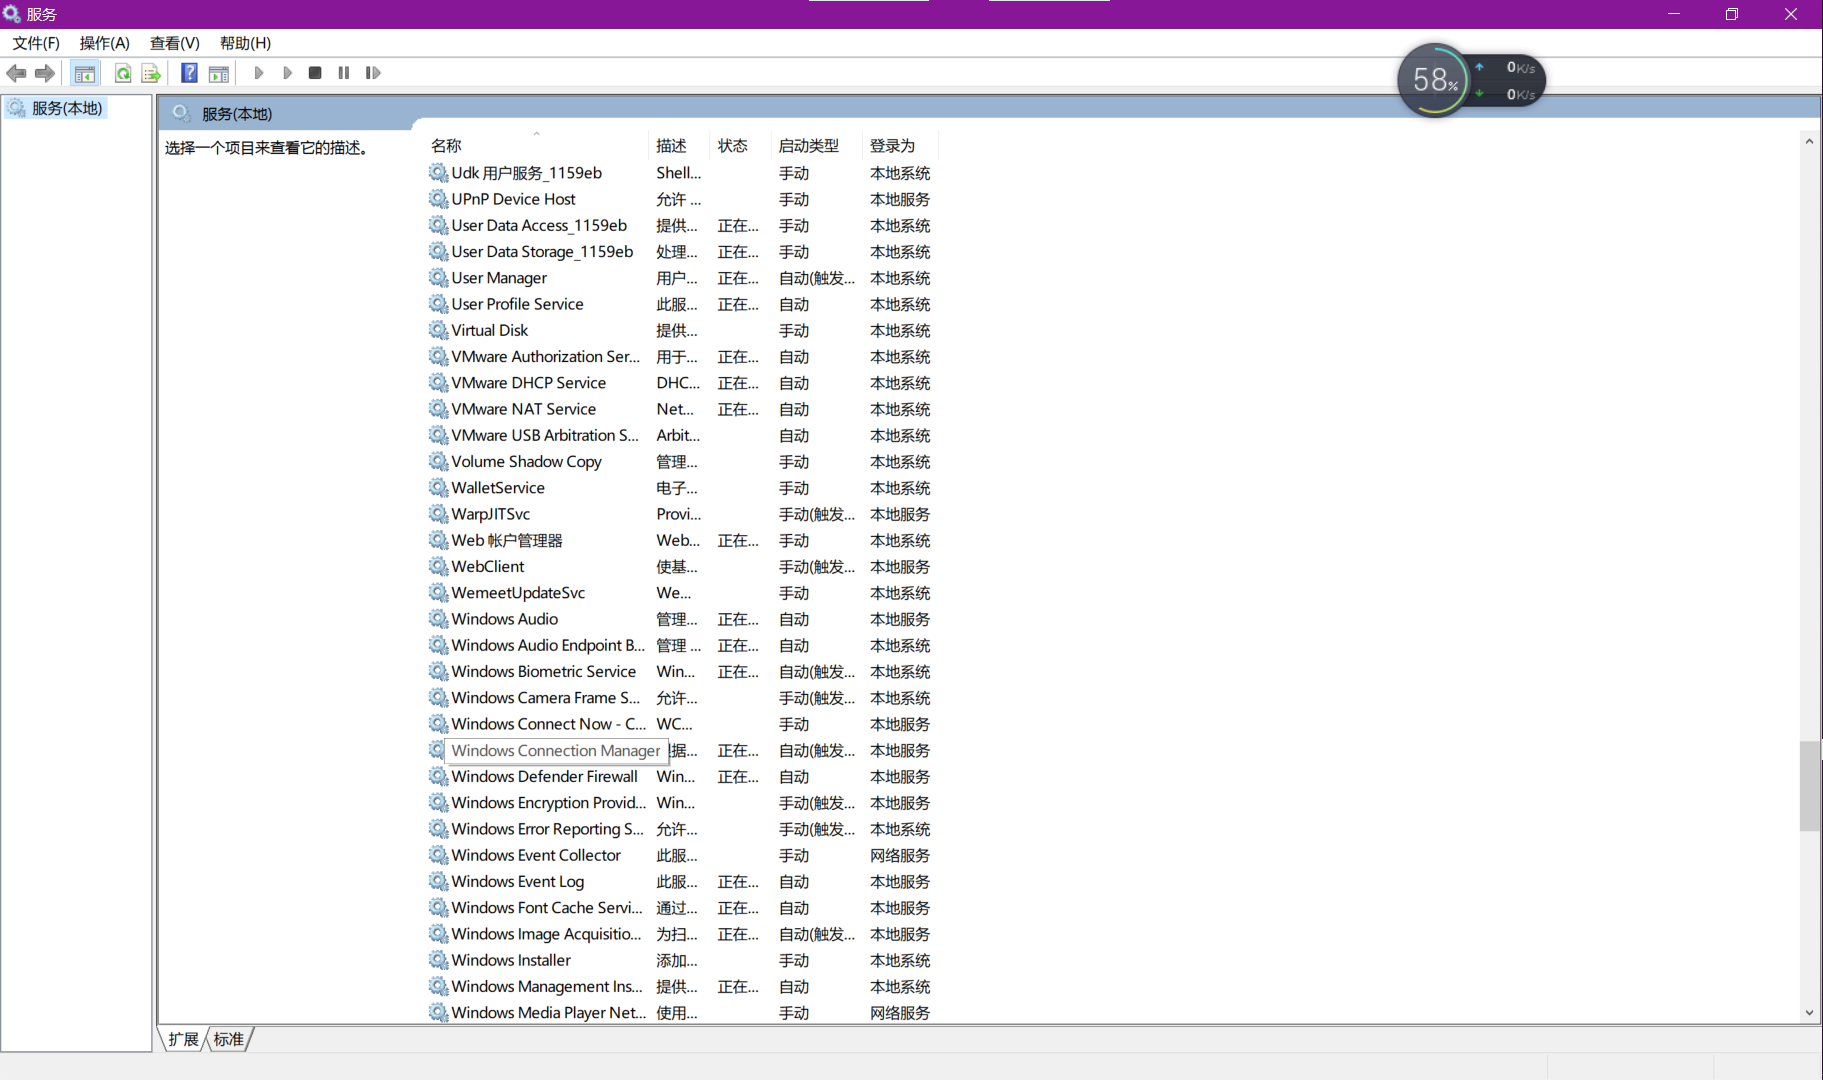 服务
文件(F) 操作(A) 查看(V) 帮助(H)
58% 0K/s
0K/s
服务(本地)
服务(本地)
选择一个项目来查看它的描述。
名称 描述 状态 启动类型 登录为
Udk 用户服务_1159eb Shell... 手动 本地系统
UPnP Device Host 允许 ... 手动 本地服务
User Data Access_1159eb 提供... 正在... 手动 本地系统
User Data Storage_1159eb 处理... 正在... 手动 本地系统
User Manager 用户... 正在... 自动(触发... 本地系统
User Profile Service 此服... 正在... 自动 本地系统
Virtual Disk 提供... 手动 本地系统
VMware Authorization Ser... 用于... 正在... 自动 本地系统
VMware DHCP Service DHC... 正在... 自动 本地系统
VMware NAT Service Net... 正在... 自动 本地系统
VMware USB Arbitration S... Arbit... 自动 本地系统
Volume Shadow Copy 管理... 手动 本地系统
WalletService 电子... 手动 本地系统
WarpJITSvc Provi... 手动(触发... 本地服务
Web 帐户管理器 Web... 正在... 手动 本地系统
WebClient 使基... 手动(触发... 本地服务
WemeetUpdateSvc We... 手动 本地系统
Windows Audio 管理... 正在... 自动 本地服务
Windows Audio Endpoint B... 管理 ... 正在... 自动 本地系统
Windows Biometric Service Win... 正在... 自动(触发... 本地系统
Windows Camera Frame S... 允许... 手动(触发... 本地系统
Windows Connect Now - C... WC... 手动 本地服务
Windows Connection Manager 据... 正在... 自动(触发... 本地服务
Windows Defender Firewall Win... 正在... 自动 本地服务
Windows Encryption Provid... Win... 手动(触发... 本地服务
Windows Error Reporting S... 允许... 手动(触发... 本地系统
Windows Event Collector 此服... 手动 网络服务
Windows Event Log 此服... 正在... 自动 本地服务
Windows Font Cache Servi... 通过... 正在... 自动 本地服务
Windows Image Acquisitio... 为扫... 正在... 自动(触发... 本地服务
Windows Installer 添加... 手动 本地系统
Windows Management Ins... 提供... 正在... 自动 本地系统
Windows Media Player Net... 使用... 手动 网络服务
扩展 标准